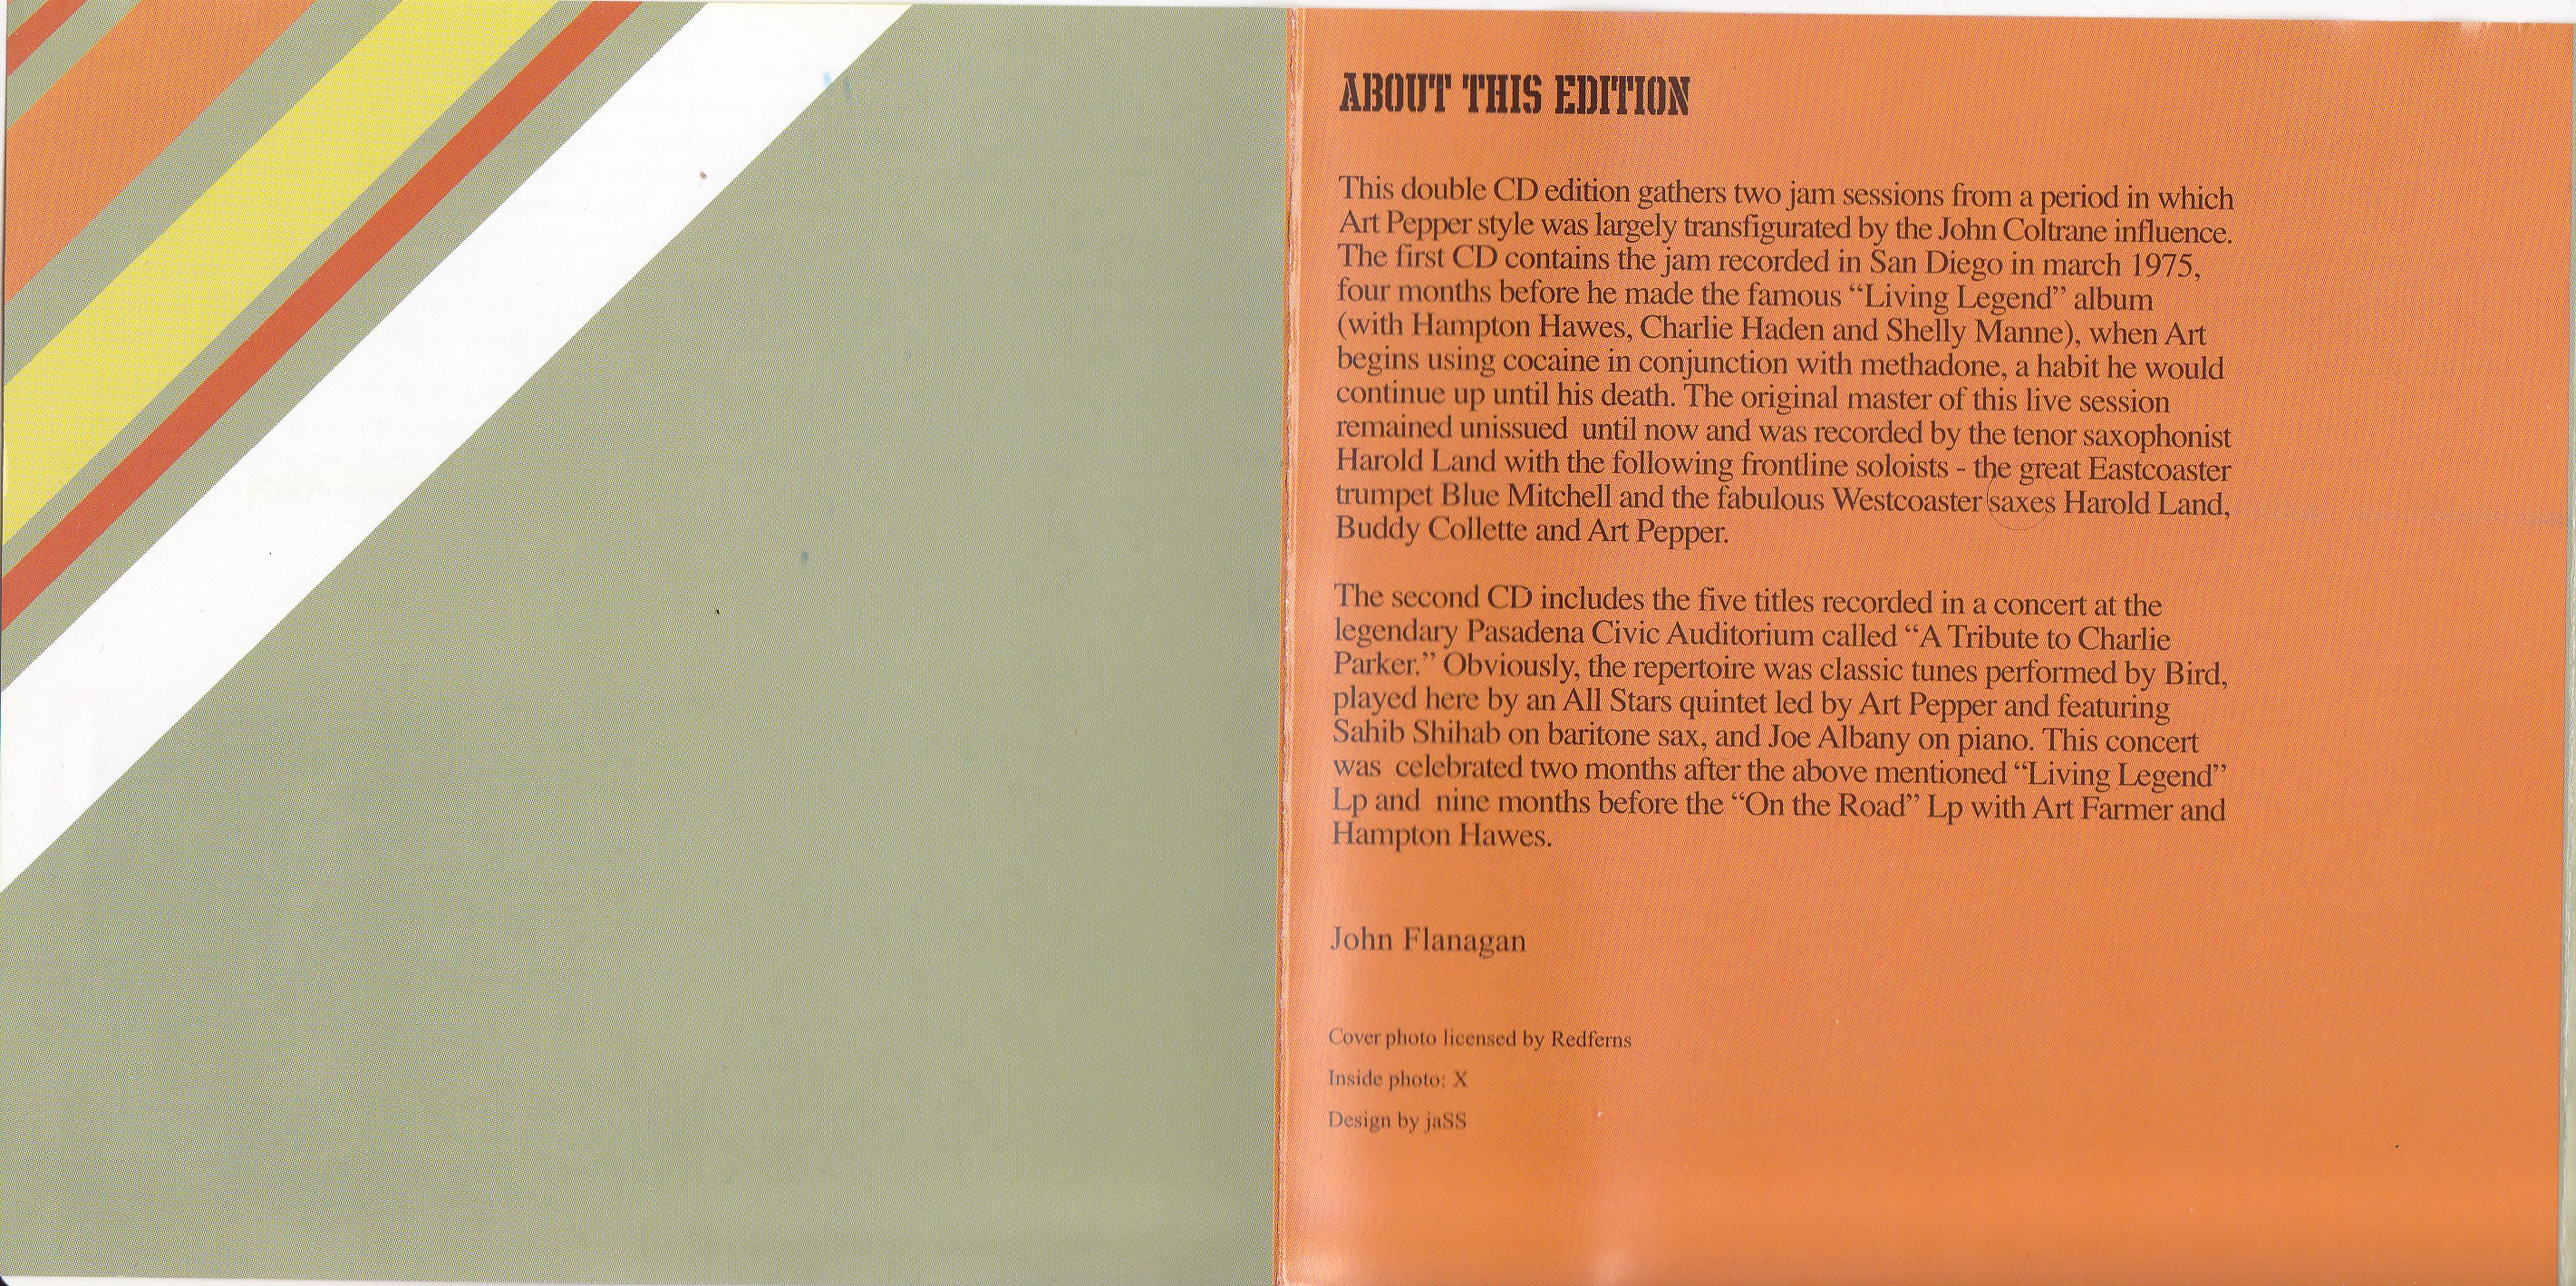 ABOUT THIS EDITION
This double CD edition gathers two jam sessions from a period in which
Art Pepper style was largely transfigurated by the John Coltrane influence.
The first CD contains the jam recorded in San Diego in march 1975,
four months before he made the famous “Living Legend” album
(with Hampton Hawes, Charlie Haden and Shelly Manne), when Art
begins using cocaine in conjunction with methadone, a habit he would
continue up until his death. The original master of this live session
remained unissued until now and was recorded by the tenor saxophonist
Harold Land with the following frontline soloists - the great Eastcoaster
trumpet Blue Mitchell and the fabulous Westcoaster saxes Harold Land,
Buddy Collette and Art Pepper.
The second CD includes the five titles recorded in a concert at the
legendary Pasadena Civic Auditorium called “A Tribute to Charlie
Parker.” Obviously, the repertoire was classic tunes performed by Bird,
played here by an All Stars quintet led by Art Pepper and featuring
Sahib Shihab on baritone sax, and Joe Albany on piano. This concert
was celebrated two months after the above mentioned “Living Legend”
Lp and nine months before the “On the Road” Lp with Art Farmer and
Hampton Hawes.
John Flanagan
Cover photo licensed by Redferns
Inside photo: X
Design by jaSS